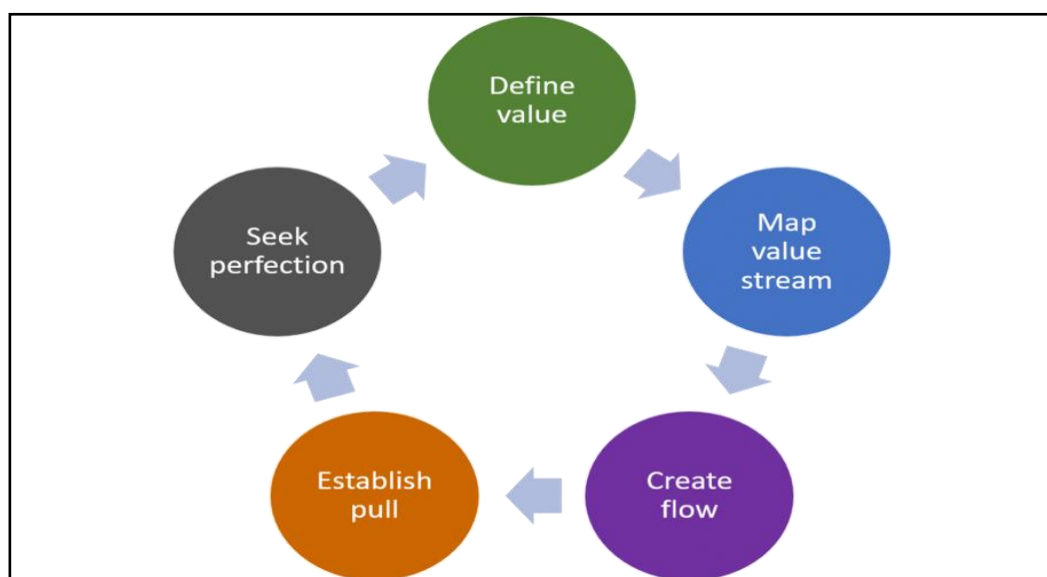 Define
value
Map
value
stream
Create
flow
Establish
pull
Seek
perfection